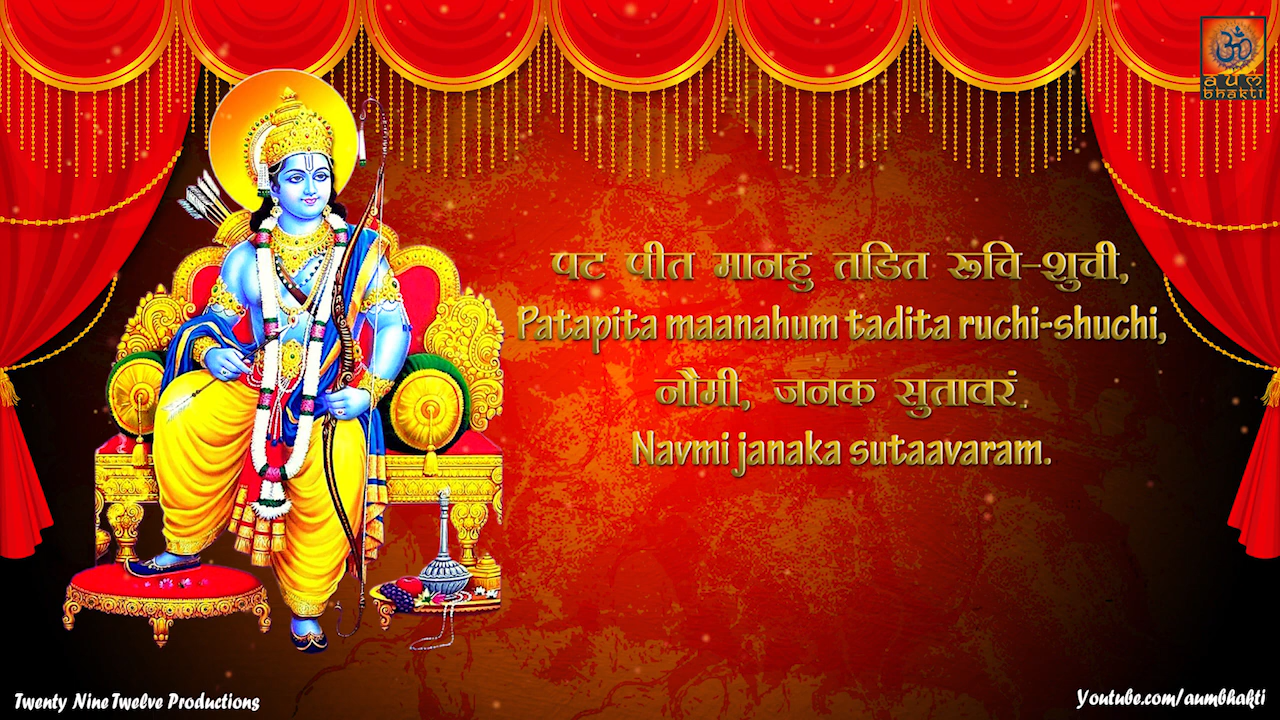 ॐ
aum
bhakti
पट पीत मानहु तडित रूचि-शुची,
Patapita maanahum tadita ruchi-shuchi,
नौमी, जनक सुतावरं.
Navmi janaka sutaavaram.
Twenty Nine Twelve Productions
Youtube.com/aumbhakti